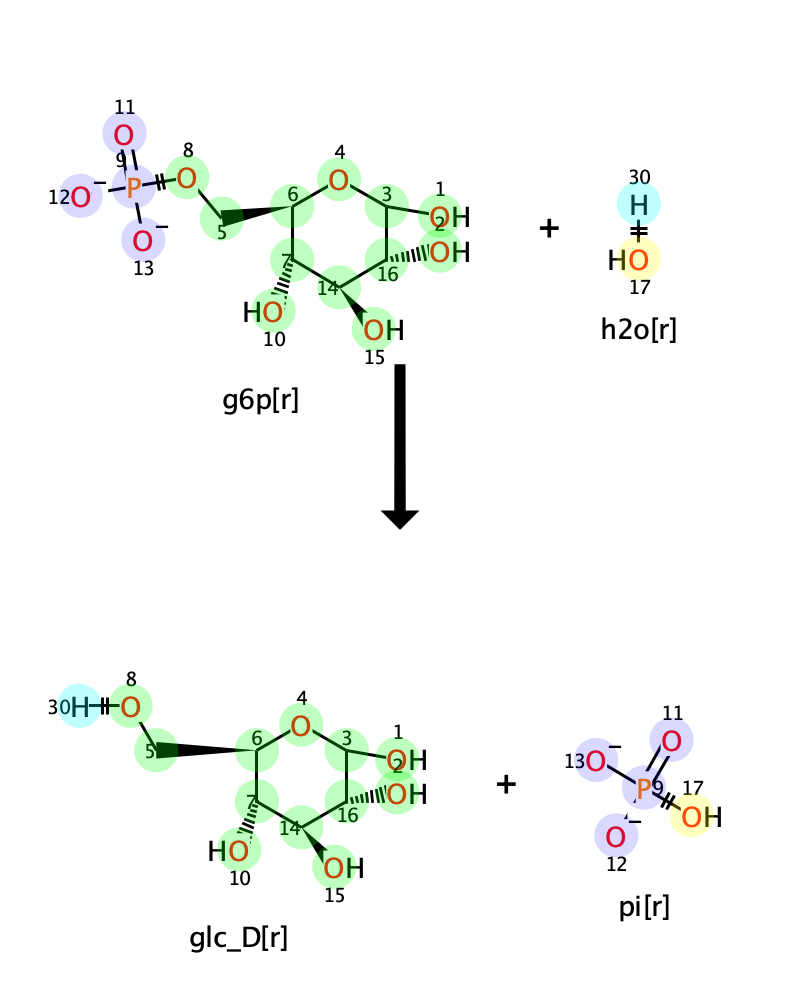 11
O
9
8
O
P
12 O−
O−
13
5
6
4
O
3
1
OH
2
OH
16
7
14
HO
10
OH
15
g6p[r]
+
30
H
HO
17
h2o[r]
30 H
8
O
5
6
4
O
3
1
OH
2
OH
16
7
14
HO
10
OH
15
glc_D[r]
+
11
O
13 O−
P 9
17
OH
O−
12
pi[r]